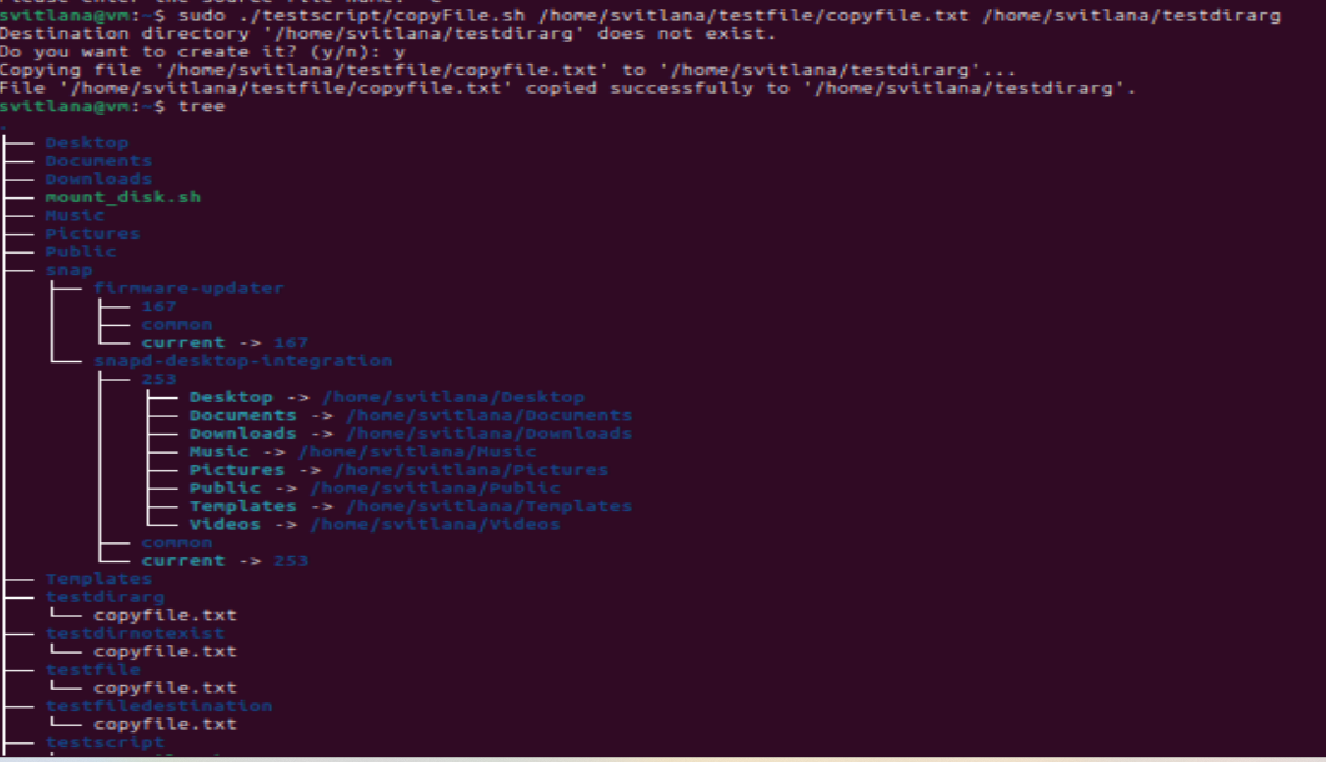 svitlana@vm:~$ sudo ./testscript/copyFile.sh /home/svitlana/testfile/copyfile.txt /home/svitlana/testdirarg
Destination directory '/home/svitlana/testdirarg' does not exist.
Do you want to create it? (y/n): y
Copying file '/home/svitlana/testfile/copyfile.txt' to '/home/svitlana/testdirarg'...
File '/home/svitlana/testfile/copyfile.txt' copied successfully to '/home/svitlana/testdirarg'.
svitlana@vm:~$ tree
.
├── Desktop
├── Documents
├── Downloads
├── mount_disk.sh
├── Music
├── Pictures
├── Public
├── snap
│   ├── firmware-updater
│   │   ├── 167
│   │   ├── common
│   │   └── current -> 167
│   └── snapd-desktop-integration
│       ├── 253
│       │   ├── Desktop -> /home/svitlana/Desktop
│       │   ├── Documents -> /home/svitlana/Documents
│       │   ├── Downloads -> /home/svitlana/Downloads
│       │   ├── Music -> /home/svitlana/Music
│       │   ├── Pictures -> /home/svitlana/Pictures
│       │   ├── Public -> /home/svitlana/Public
│       │   ├── Templates -> /home/svitlana/Templates
│       │   └── Videos -> /home/svitlana/Videos
│       ├── common
│       └── current -> 253
├── Templates
├── testdirarg
│   └── copyfile.txt
├── testdirnotexist
│   └── copyfile.txt
├── testfile
│   └── copyfile.txt
├── testfiledestination
│   └── copyfile.txt
├── testscript